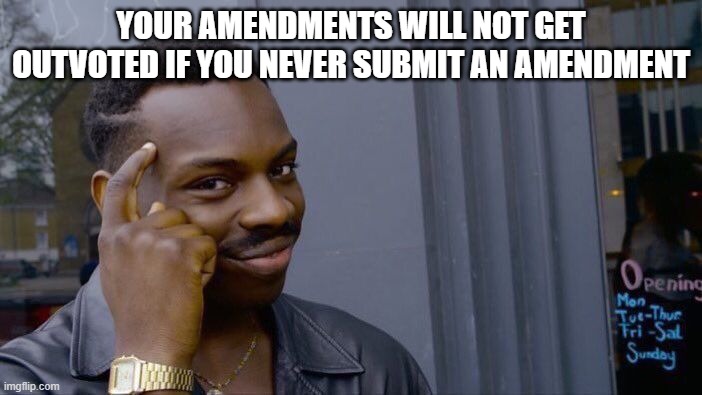 YOUR AMENDMENTS WILL NOT GET
OUTVOTED IF YOU NEVER SUBMIT AN AMENDMENT
Opening
Mon
Tue-Thur
Fri-Sat
Sunday
imgflip.com